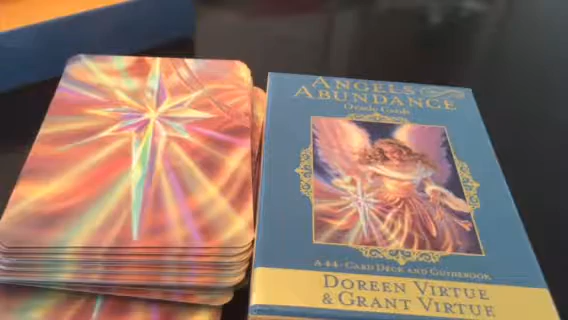 ANGELS OF
ABUNDANCE
Oracle Cards
A 44-CARD DECK AND GUIDEBOOK
DOREEN VIRTUE
& GRANT VIRTUE